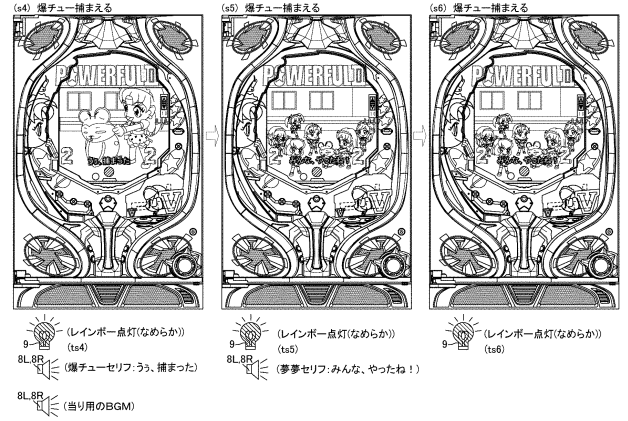 (s4) 爆チュー捕まえる
(s5) 爆チュー捕まえる
(s6) 爆チュー捕まえる
P WERFULⅡ
P WERFULⅡ
P WERFULⅡ
2 2
うぅ、捕まった
2 2
みんな、やったね！
2 2
みんな、やったね！
V
V
V
9 (レインボー点灯(なめらか))
(ts4)
8L,8R (爆チューセリフ:うぅ、捕まった)
8L,8R (当り用のBGM)
9 (レインボー点灯(なめらか))
(ts5)
8L,8R (夢夢セリフ:みんな、やったね！)
9 (レインボー点灯(なめらか))
(ts6)